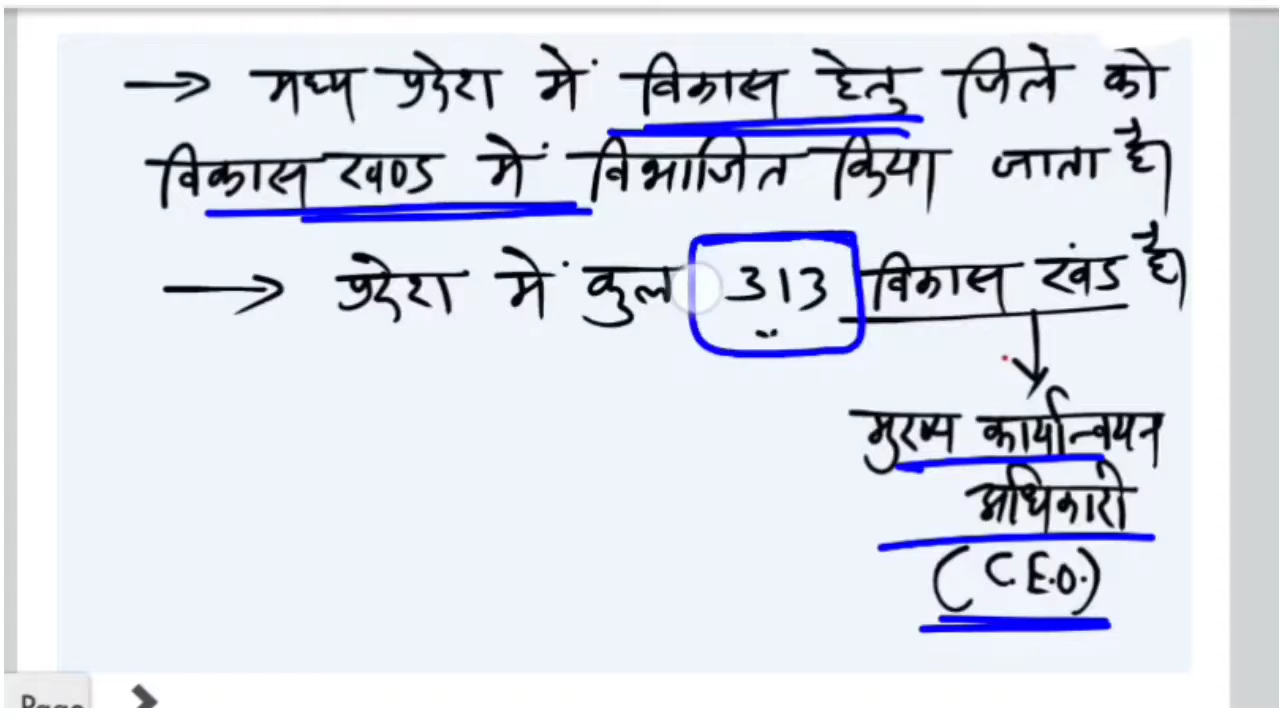 → मध्य प्रदेश में विकास हेतु जिले को
विकास खण्ड में विभाजित किया जाता है।
→ प्रदेश में कुल 313 विकास खंड है।
मुख्य कार्यान्वयन
अधिकारी
(C.E.O.)
Page